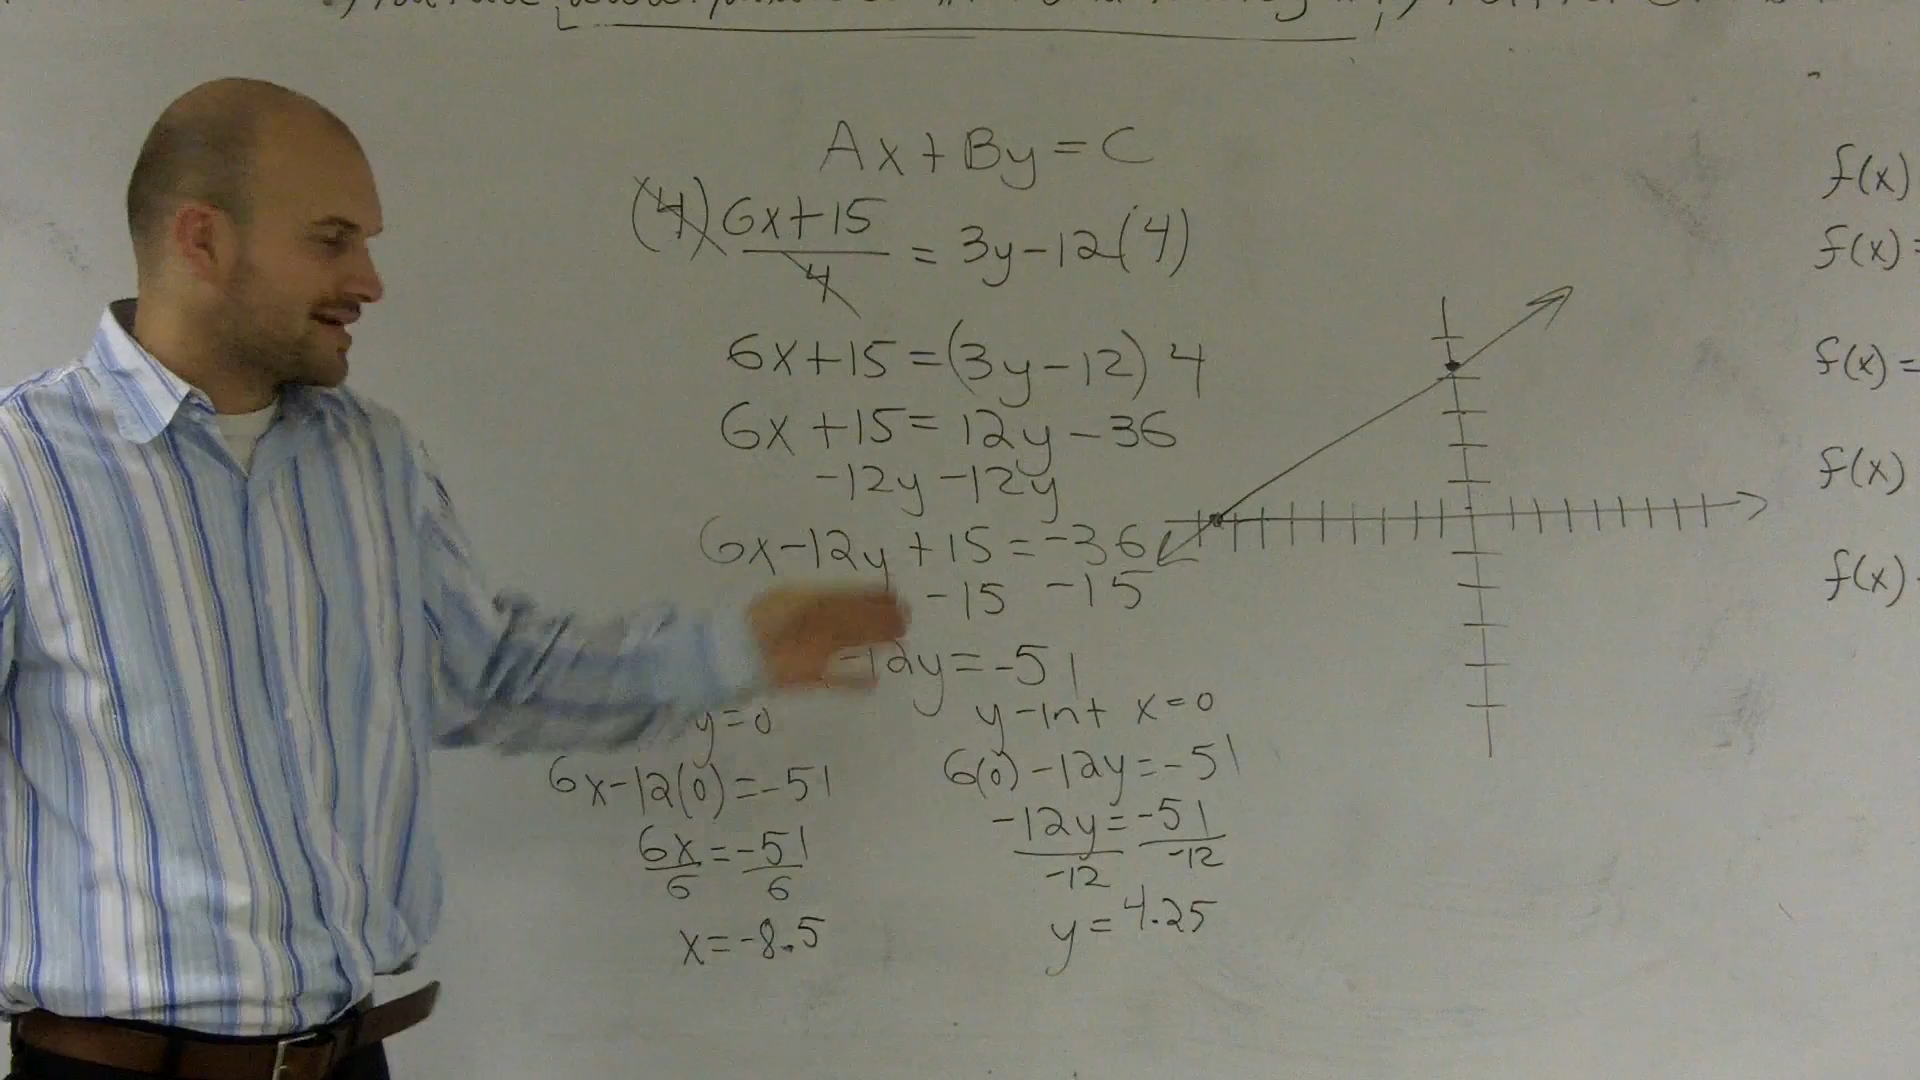 Ax+By=C
(4) 6x+15 / 4 = 3y-12(4)
6x+15=(3y-12)4
6x+15=12y-36
-12y -12y
6x-12y+15=-36
-15 -15
-12y=-51
y=0
y-int x=0
6x-12(0)=-51
6(0)-12y=-51
6x/6=-51/6
-12y/-12=-51/-12
x=-8.5
y=4.25
f(x)
f(x)=
f(x)=
f(x)
f(x)